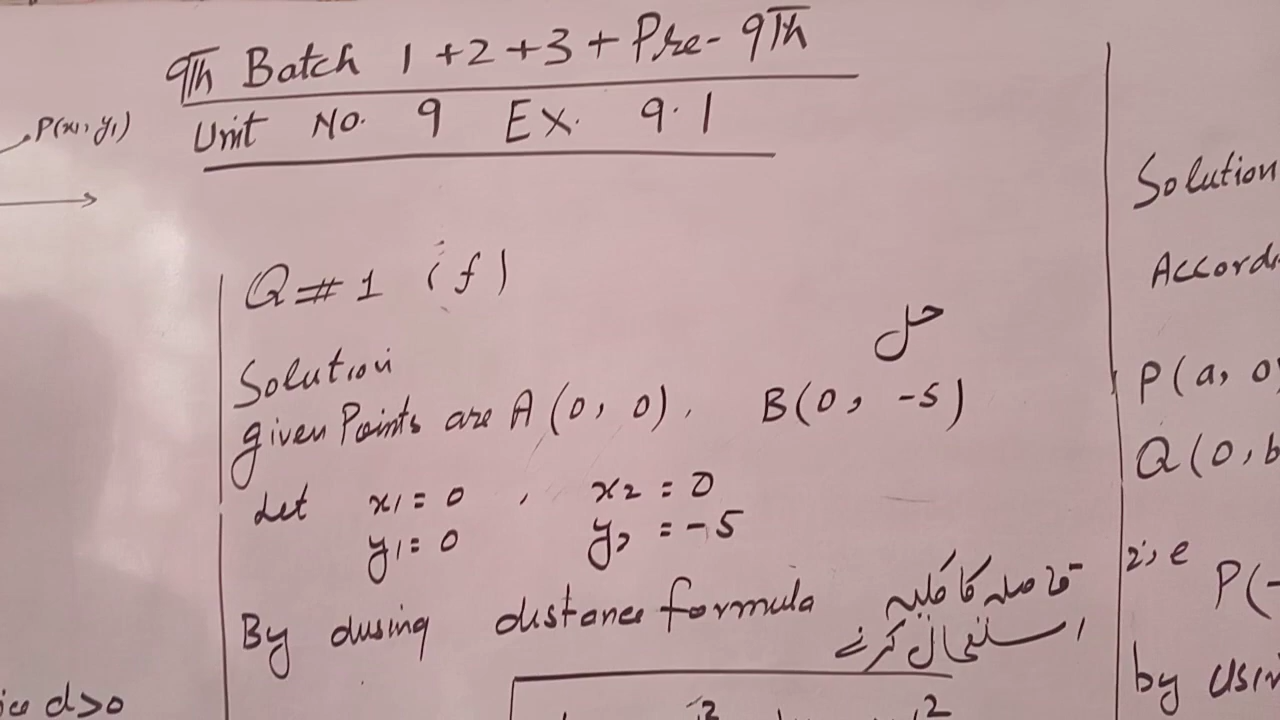 9Th Batch 1+2+3+Pre-9Th
Unit No. 9 Ex. 9.1
P(x1, y1)
Q#1 (f)
Solution حل
given Points are A(0, 0), B(0, -5)
Let x1=0, x2=0
y1=0 y2=-5
By dusing distance formula فاصلہ کا کلیہ
استعمال کرنے
d>0
Solution
Accord
P(a, 0)
Q(0, b
i,e
P(-
by Usin